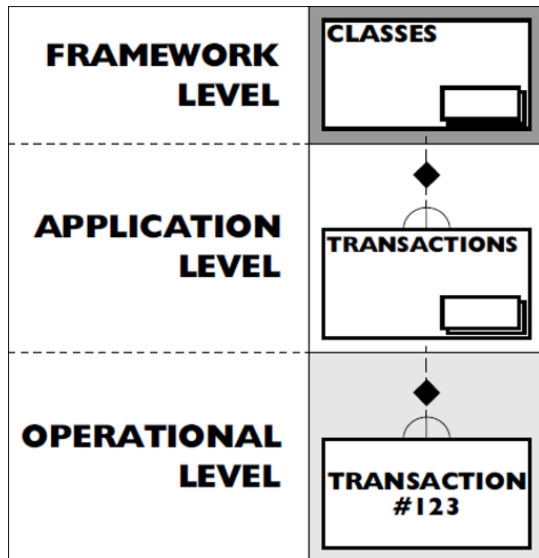 FRAMEWORK
LEVEL
CLASSES
APPLICATION
LEVEL
TRANSACTIONS
OPERATIONAL
LEVEL
TRANSACTION
#123